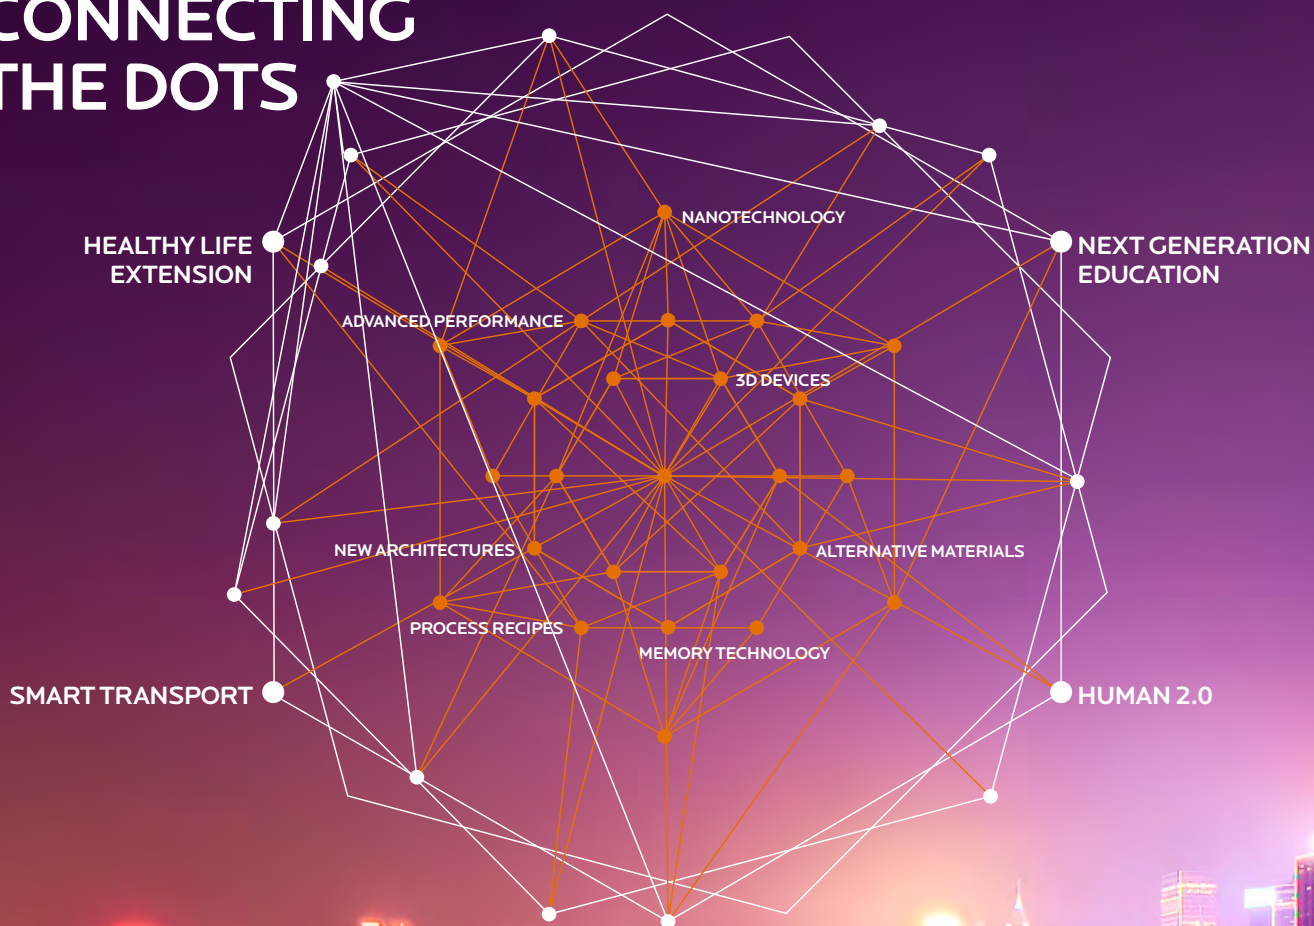 CONNECTING
THE DOTS
NANOTECHNOLOGY
HEALTHY LIFE
EXTENSION
NEXT GENERATION
EDUCATION
ADVANCED PERFORMANCE
3D DEVICES
NEW ARCHITECTURES
ALTERNATIVE MATERIALS
PROCESS RECIPES
MEMORY TECHNOLOGY
SMART TRANSPORT
HUMAN 2.0